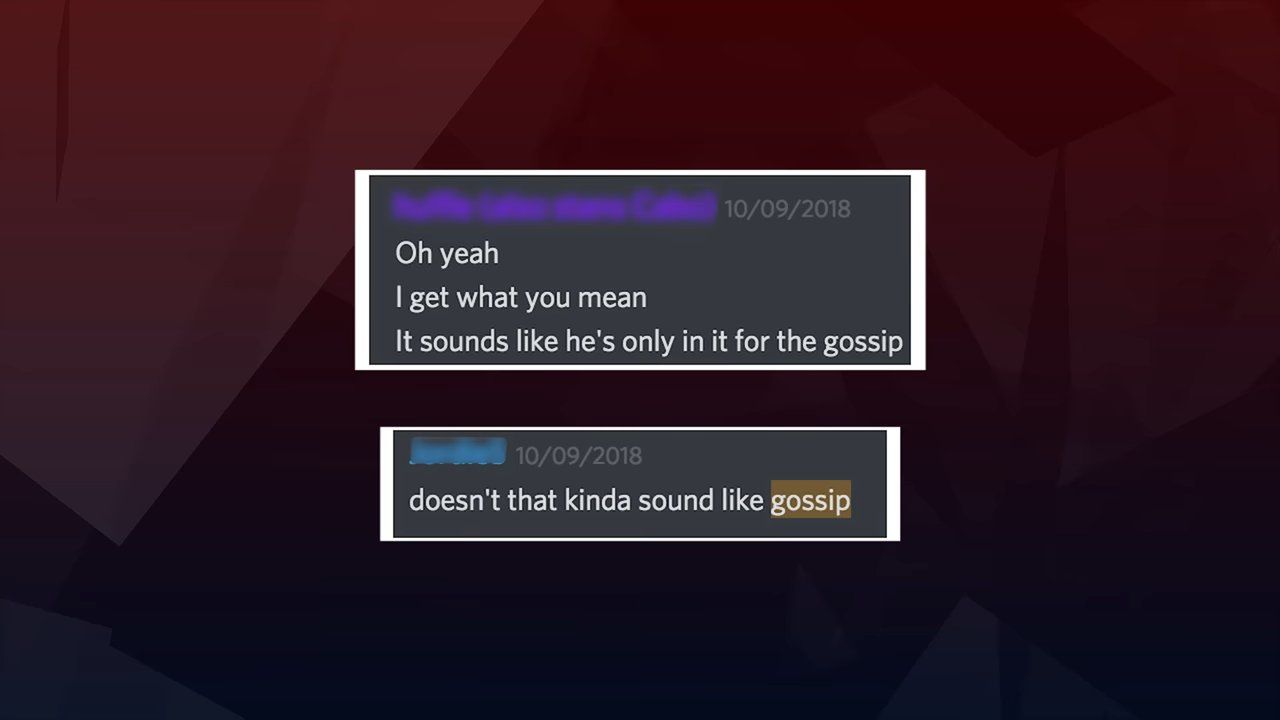 10/09/2018
Oh yeah
I get what you mean
It sounds like he's only in it for the gossip
10/09/2018
doesn't that kinda sound like gossip